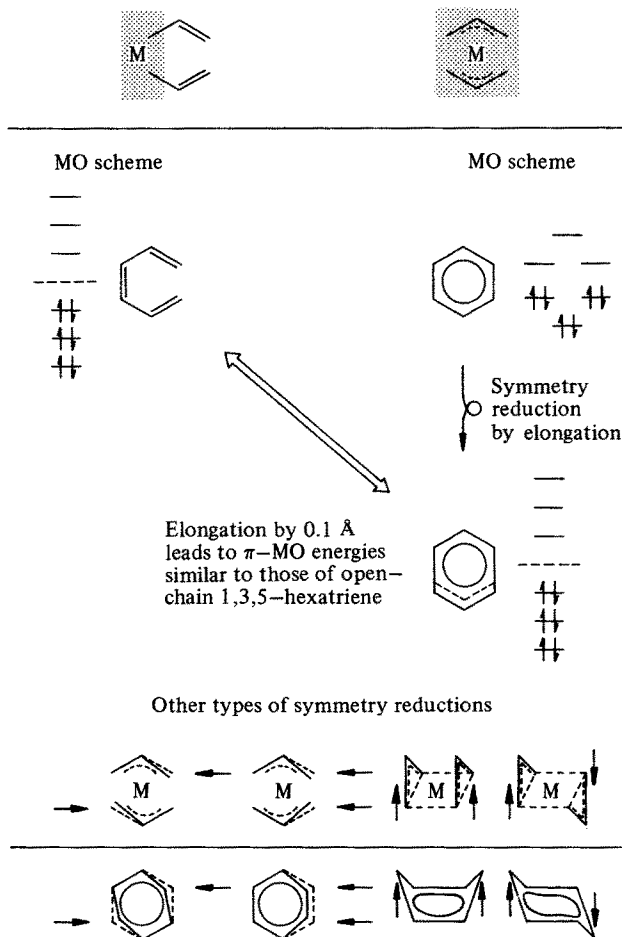 M
M
MO scheme
MO scheme
Symmetry
reduction
by elongation
Elongation by 0.1 Å
leads to π–MO energies
similar to those of open–
chain 1,3,5–hexatriene
Other types of symmetry reductions
M
M
M
M